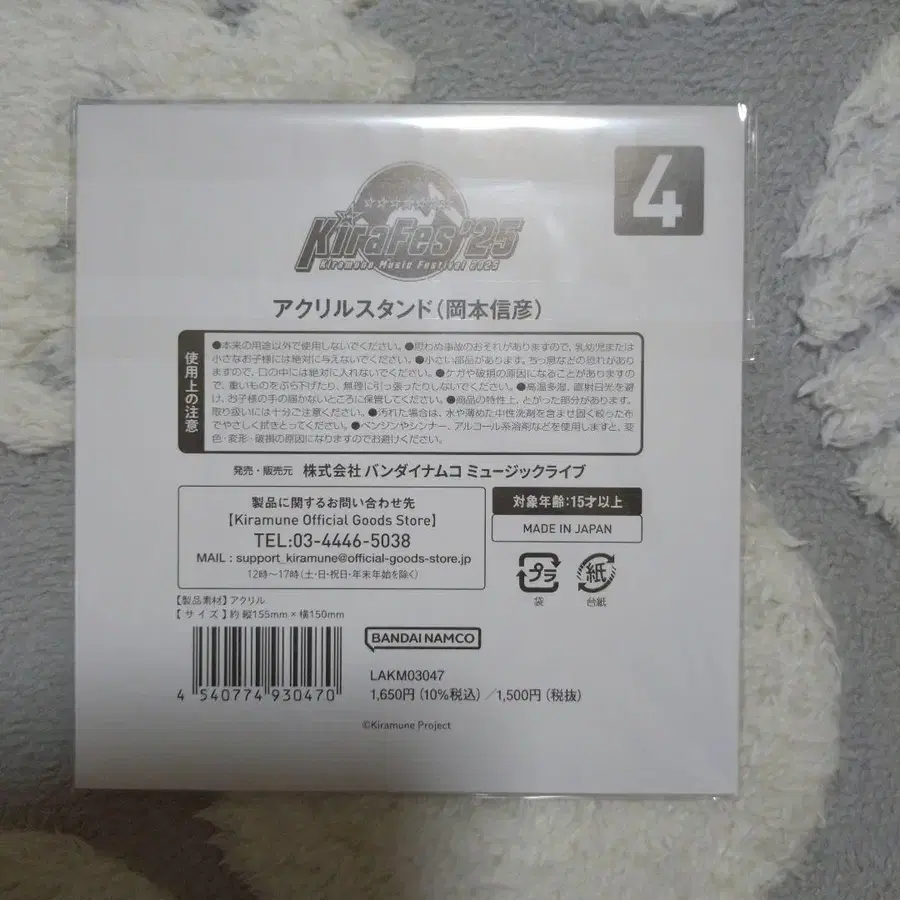 4
KiraFes'25
Kiramune Music Festival 2025
アクリルスタンド(岡本信彦)
使用上の注意
●本来の用途以外で使用しないでください。●思わぬ事故のおそれがありますので、乳幼児または
小さなお子様には絶対に与えないでください。●小さい部品があります。ちっ息などの恐れがあり
ますので、口の中には絶対に入れないでください。●ケガや破損の原因になることがありますの
で、重いものをぶら下げたり、無理に引っ張ったりしないでください。●高温多湿、直射日光を避
け、お子様の手の届かないところに保管してください。●商品の特性上、とがった部分があります。
取り扱いには十分ご注意ください。●汚れた場合は、水や薄めた中性洗剤を含ませ固く絞った布
でやさしく拭きとってください。●ベンジンやシンナー、アルコール系溶剤などを使用しますと、変
色・変形・破損の原因になりますのでお避けください。
発売・販売元 株式会社 バンダイナムコ ミュージックライブ
製品に関するお問い合わせ先
【Kiramune Official Goods Store】
TEL:03-4446-5038
MAIL : support_kiramune@official-goods-store.jp
12時〜17時(土・日・祝日・年末年始を除く)
対象年齢:15才以上
MADE IN JAPAN
プラ
袋
紙
台紙
【製品素材】アクリル
【サイズ】約 縦155mm×横150mm
4 540774 930470
BANDAI NAMCO
LAKM03047
1,650円(10%税込)/1,500円(税抜)
©Kiramune Project